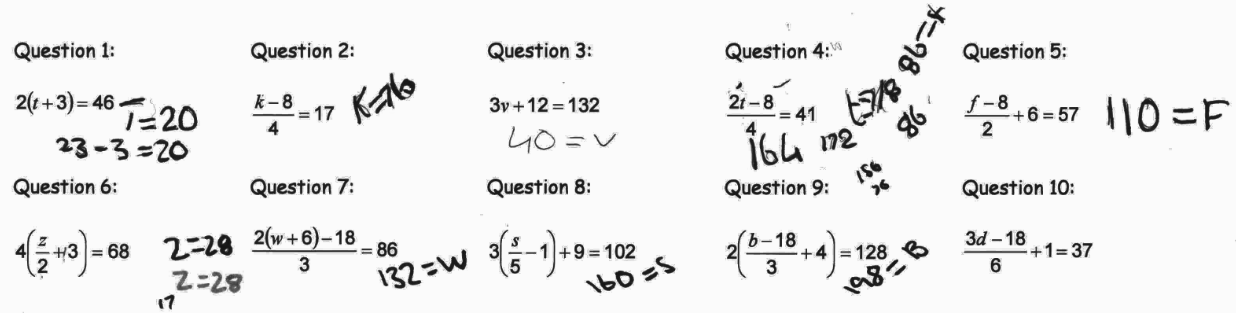 Question 1: Question 2: Question 3: Question 4: Question 5:
2(t+3)=46 T=20
23-3=20
(k-8)/4=17 K=76
3v+12=132
40=V
(2t-8)/4=41
164 172 86 86
(f-8)/2+6=57 110=F
Question 6: Question 7: Question 8: Question 9: Question 10:
156
4(z/2+3)=68 Z=28
Z=28
17
(2(w+6)-18)/3=86
132=W
3(s/5-1)+9=102
160=S
2((b-18)/3+4)=128
198=B
(3d-18)/6+1=37